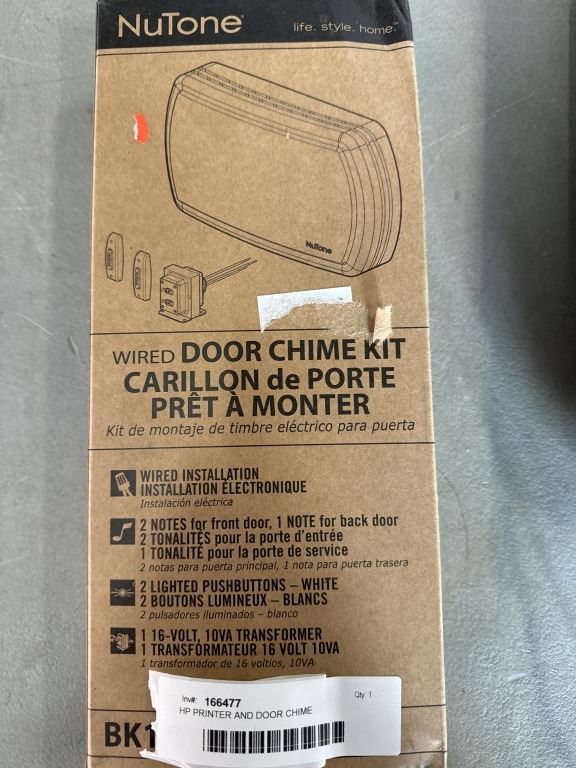 NuTone
life. style. home.™
NuTone
WIRED DOOR CHIME KIT
CARILLON de PORTE
PRÊT À MONTER
Kit de montaje de timbre eléctrico para puerta
WIRED INSTALLATION
INSTALLATION ÉLECTRONIQUE
Instalación eléctrica
2 NOTES for front door, 1 NOTE for back door
2 TONALITÉS pour la porte d'entrée
1 TONALITÉ pour la porte de service
2 notas para puerta principal, 1 nota para puerta trasera
2 LIGHTED PUSHBUTTONS – WHITE
2 BOUTONS LUMINEUX – BLANCS
2 pulsadores iluminados – blanco
1 16-VOLT, 10VA TRANSFORMER
1 TRANSFORMATEUR 16 VOLT 10VA
1 transformador de 16 voltios, 10VA
Inv#: 166477
Qty: 1
HP PRINTER AND DOOR CHIME
BK1